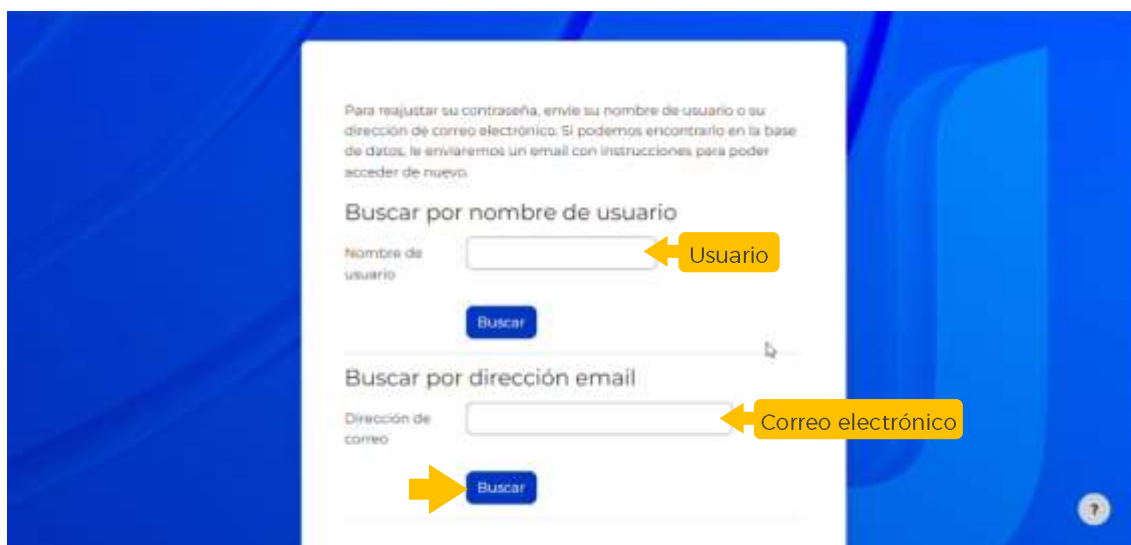 Para reajustar su contraseña, envíe su nombre de usuario o su
dirección de correo electrónico. Si podemos encontrarlo en la base
de datos, le enviaremos un email con instrucciones para poder
acceder de nuevo.
Buscar por nombre de usuario
Nombre de
usuario
Usuario
Buscar
Buscar por dirección email
Dirección de
correo
Correo electrónico
Buscar
?